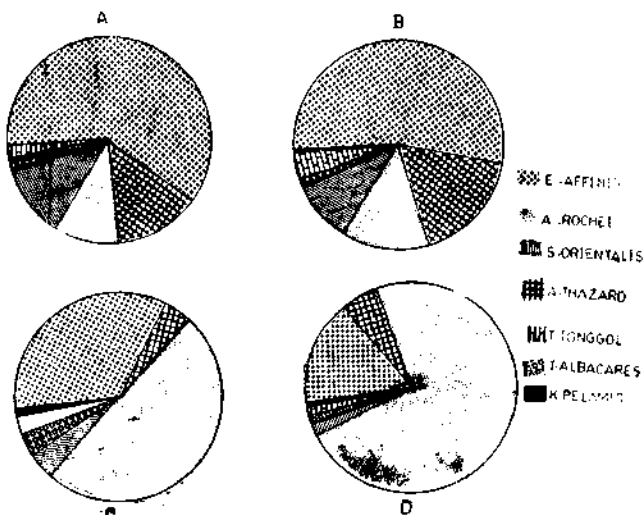 A
B
E-AFFINIS
A.ROCHEI
S.ORIENTALIS
A.THAZARD
T.TONGGOL
T.ALBACARES
K.PELAMIS
C
D